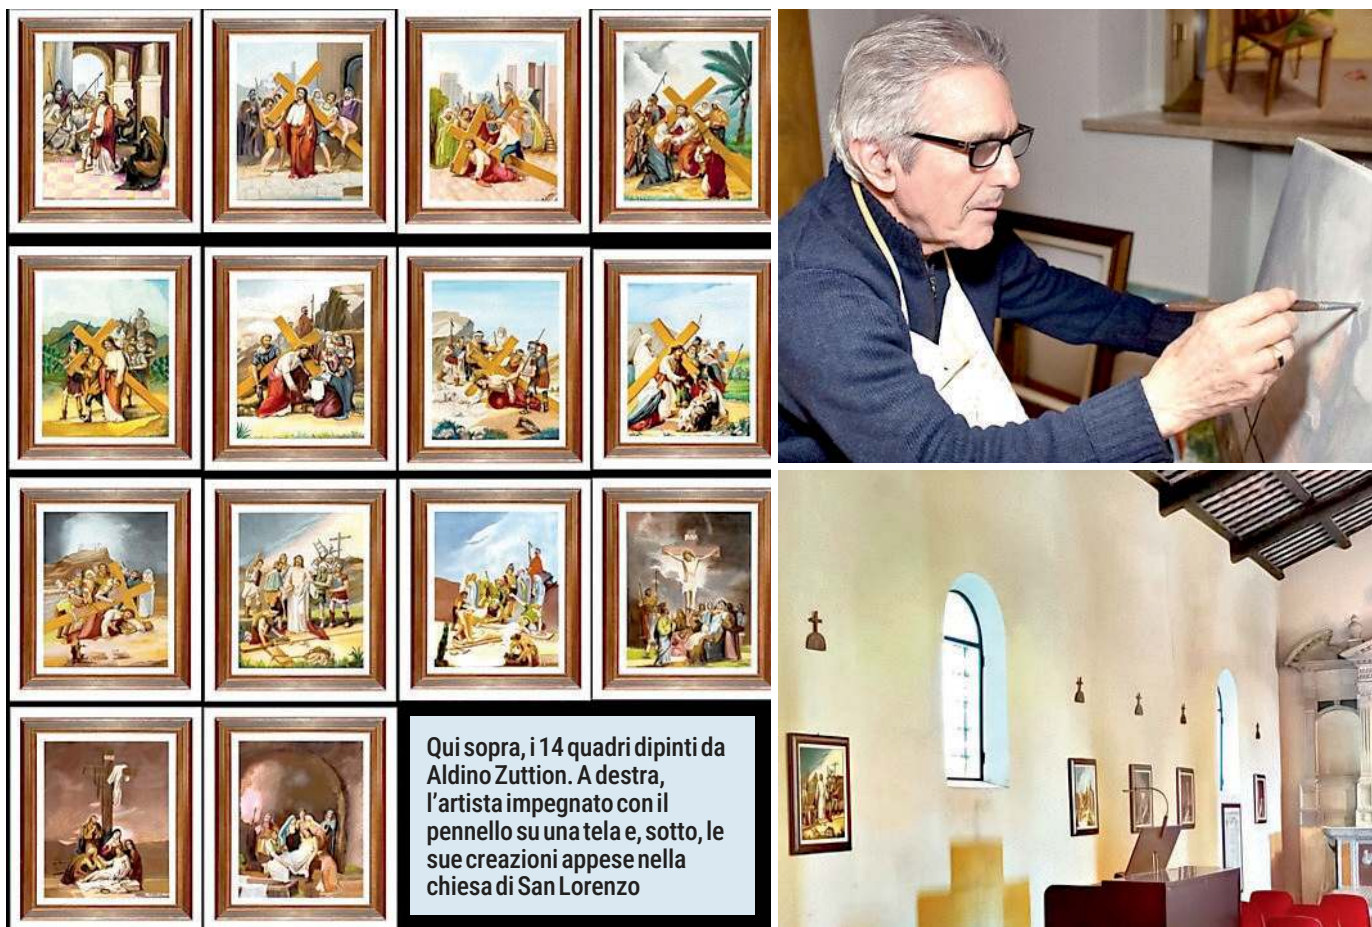 Qui sopra, i 14 quadri dipinti da
Aldino Zuttion. A destra,
l'artista impegnato con il
pennello su una tela e, sotto, le
sue creazioni appese nella
chiesa di San Lorenzo